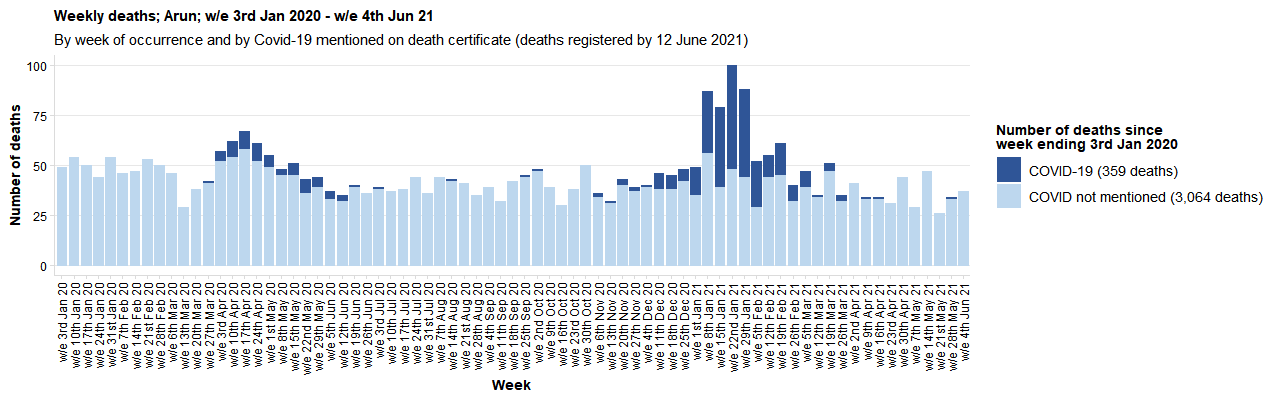 Weekly deaths; Arun; w/e 3rd Jan 2020 - w/e 4th Jun 21
By week of occurrence and by Covid-19 mentioned on death certificate (deaths registered by 12 June 2021)
100
75
50
25
0
Number of deaths
Number of deaths since
week ending 3rd Jan 2020
COVID-19 (359 deaths)
COVID not mentioned (3,064 deaths)
w/e 3rd Jan 20
w/e 10th Jan 20
w/e 17th Jan 20
w/e 24th Jan 20
w/e 31st Jan 20
w/e 7th Feb 20
w/e 14th Feb 20
w/e 21st Feb 20
w/e 28th Feb 20
w/e 6th Mar 20
w/e 13th Mar 20
w/e 20th Mar 20
w/e 27th Mar 20
w/e 3rd Apr 20
w/e 10th Apr 20
w/e 17th Apr 20
w/e 24th Apr 20
w/e 1st May 20
w/e 8th May 20
w/e 15th May 20
w/e 22nd May 20
w/e 29th May 20
w/e 5th Jun 20
w/e 12th Jun 20
w/e 19th Jun 20
w/e 26th Jun 20
w/e 3rd Jul 20
w/e 10th Jul 20
w/e 17th Jul 20
w/e 24th Jul 20
w/e 31st Jul 20
w/e 7th Aug 20
w/e 14th Aug 20
w/e 21st Aug 20
w/e 28th Aug 20
w/e 4th Sep 20
w/e 11th Sep 20
w/e 18th Sep 20
w/e 25th Sep 20
w/e 2nd Oct 20
w/e 9th Oct 20
w/e 16th Oct 20
w/e 23rd Oct 20
w/e 30th Oct 20
w/e 6th Nov 20
w/e 13th Nov 20
w/e 20th Nov 20
w/e 27th Nov 20
w/e 4th Dec 20
w/e 11th Dec 20
w/e 18th Dec 20
w/e 25th Dec 20
w/e 1st Jan 21
w/e 8th Jan 21
w/e 15th Jan 21
w/e 22nd Jan 21
w/e 29th Jan 21
w/e 5th Feb 21
w/e 12th Feb 21
w/e 19th Feb 21
w/e 26th Feb 21
w/e 5th Mar 21
w/e 12th Mar 21
w/e 19th Mar 21
w/e 26th Mar 21
w/e 2nd Apr 21
w/e 9th Apr 21
w/e 16th Apr 21
w/e 23rd Apr 21
w/e 30th Apr 21
w/e 7th May 21
w/e 14th May 21
w/e 21st May 21
w/e 28th May 21
w/e 4th Jun 21
Week